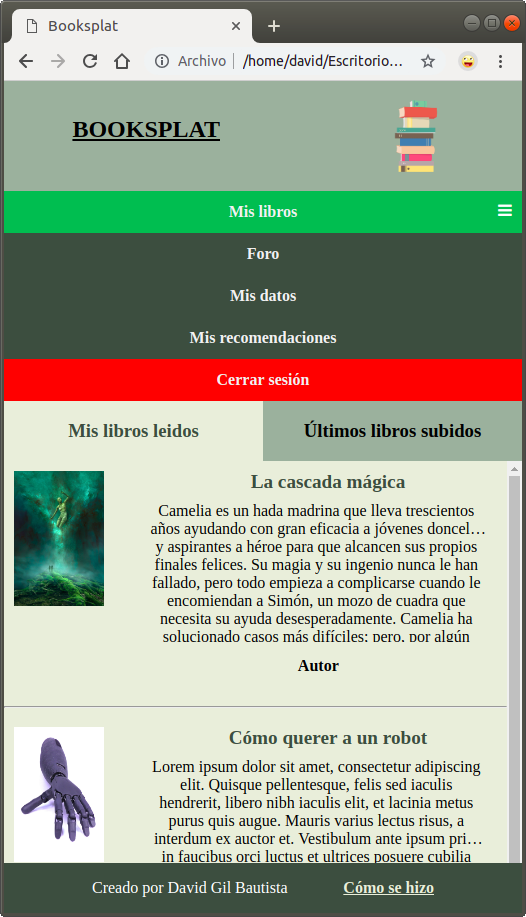 Booksplat
Archivo | /home/david/Escritorio…
BOOKSPLAT
Mis libros
Foro
Mis datos
Mis recomendaciones
Cerrar sesión
Mis libros leidos
Últimos libros subidos
La cascada mágica
Camelia es un hada madrina que lleva trescientos
años ayudando con gran eficacia a jóvenes doncel…
y aspirantes a héroe para que alcancen sus propios
finales felices. Su magia y su ingenio nunca le han
fallado, pero todo empieza a complicarse cuando le
encomiendan a Simón, un mozo de cuadra que
necesita su ayuda desesperadamente. Camelia ha
solucionado casos más difíciles: pero, por algún
Autor
Cómo querer a un robot
Lorem ipsum dolor sit amet, consectetur adipiscing
elit. Quisque pellentesque, felis sed iaculis
hendrerit, libero nibh iaculis elit, et lacinia metus
purus quis augue. Mauris varius lectus risus, a
interdum ex auctor et. Vestibulum ante ipsum pri…
in faucibus orci luctus et ultrices posuere cubilia
Creado por David Gil Bautista
Cómo se hizo